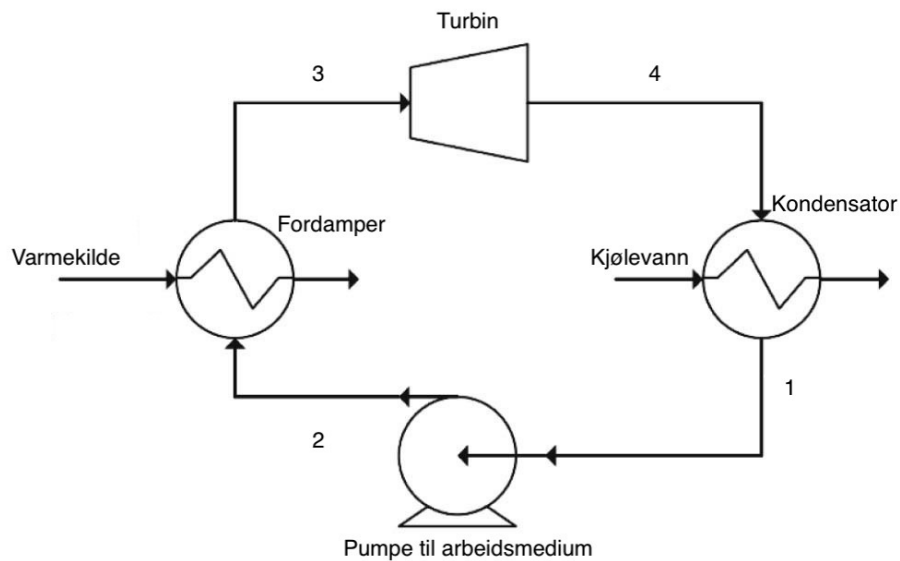 Turbin
3
4
Fordamper
Kondensator
Varmekilde
Kjølevann
1
2
Pumpe til arbeidsmedium